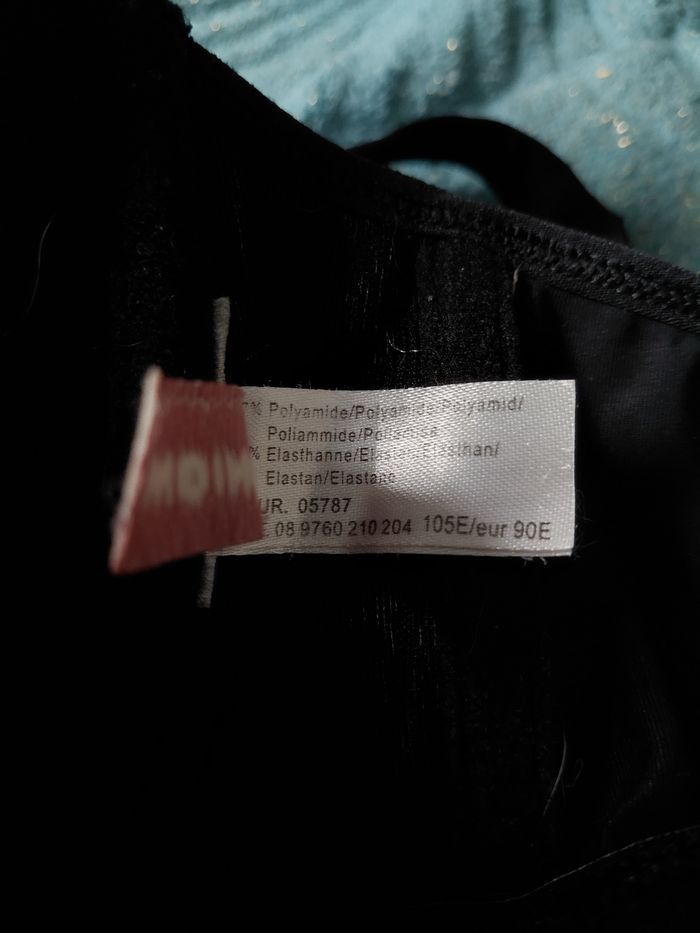 % Polyamide/Polyamide/Polyamid/
Poliammide/Poliamida
% Elasthanne/Elastan/Elasthan/
Elastan/Elastano
UR. 05787
08 9760 210 204 105E/eur 90E